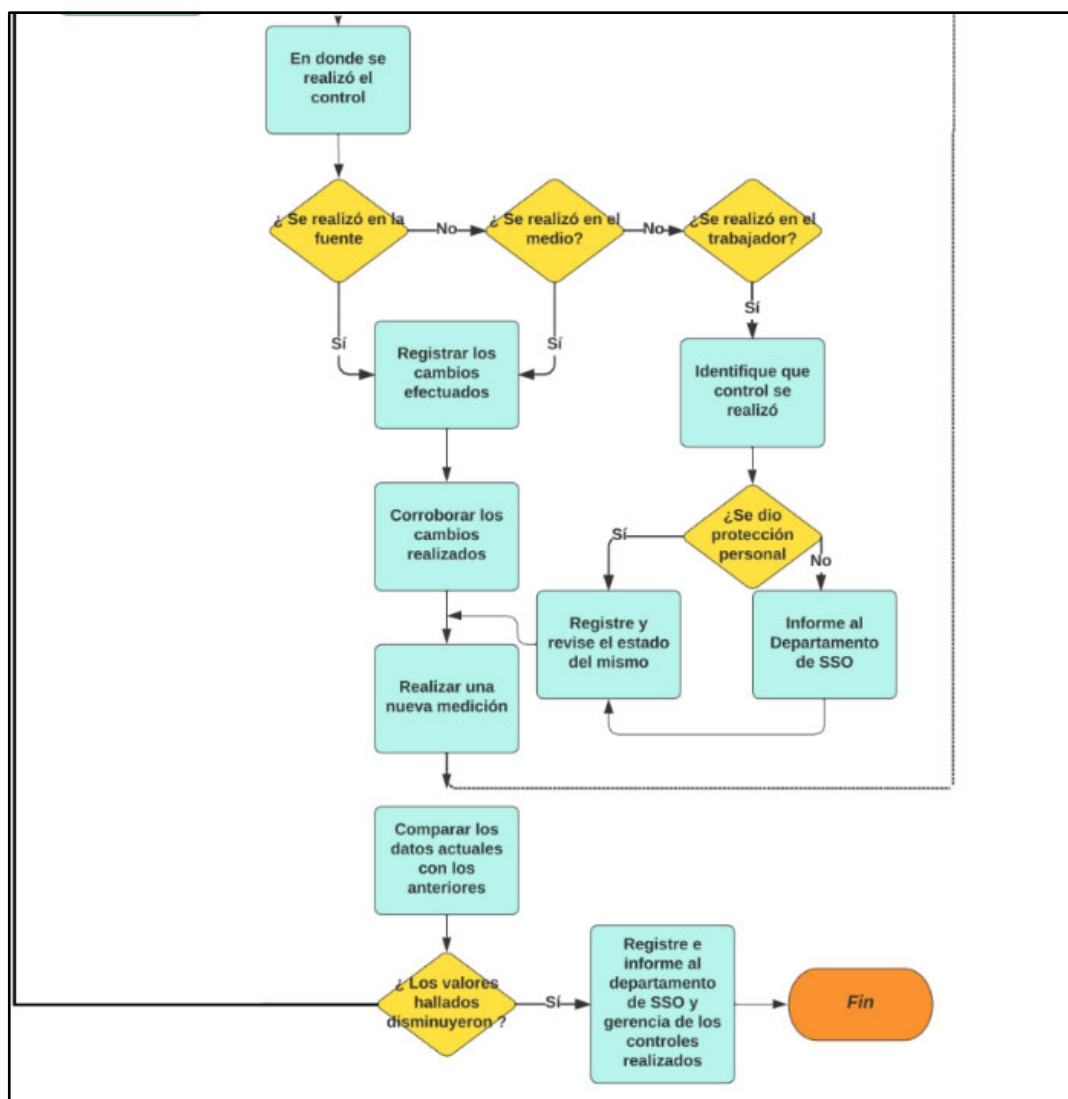 En donde se
realizó el
control
¿ Se realizó en la
fuente
No
¿ Se realizó en el
medio?
No
¿Se realizó en el
trabajador?
Sí
Sí
Sí
Registrar los
cambios
efectuados
Identifique que
control se
realizó
Corroborar los
cambios
realizados
¿Se dio
protección
personal
Sí
No
Registre y
revise el estado
del mismo
Informe al
Departamento
de SSO
Realizar una
nueva medición
Comparar los
datos actuales
con los
anteriores
¿ Los valores
hallados
disminuyeron ?
Sí
Registre e
informe al
departamento
de SSO y
gerencia de los
controles
realizados
Fin